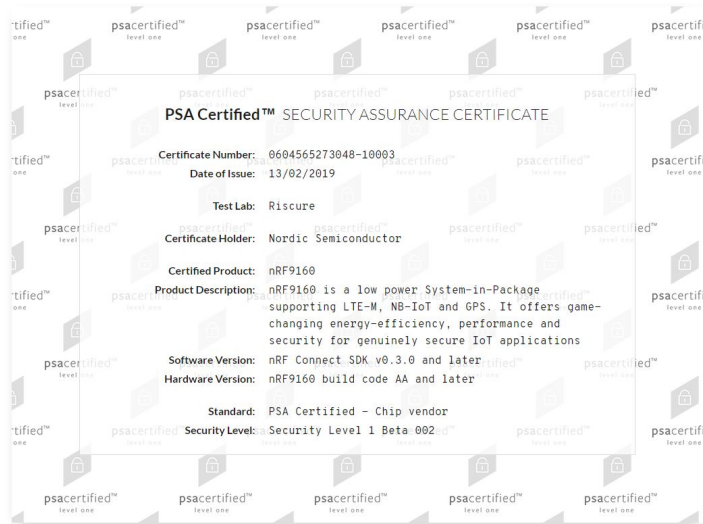 PSA Certified™ SECURITY ASSURANCE CERTIFICATE
Certificate Number: 0604565273048-10003
Date of Issue: 13/02/2019
Test Lab: Riscure
Certificate Holder: Nordic Semiconductor
Certified Product: nRF9160
Product Description: nRF9160 is a low power System-in-Package
supporting LTE-M, NB-IoT and GPS. It offers game-
changing energy-efficiency, performance and
security for genuinely secure IoT applications
Software Version: nRF Connect SDK v0.3.0 and later
Hardware Version: nRF9160 build code AA and later
Standard: PSA Certified - Chip vendor
Security Level: Security Level 1 Beta 002
psacertified™
level one